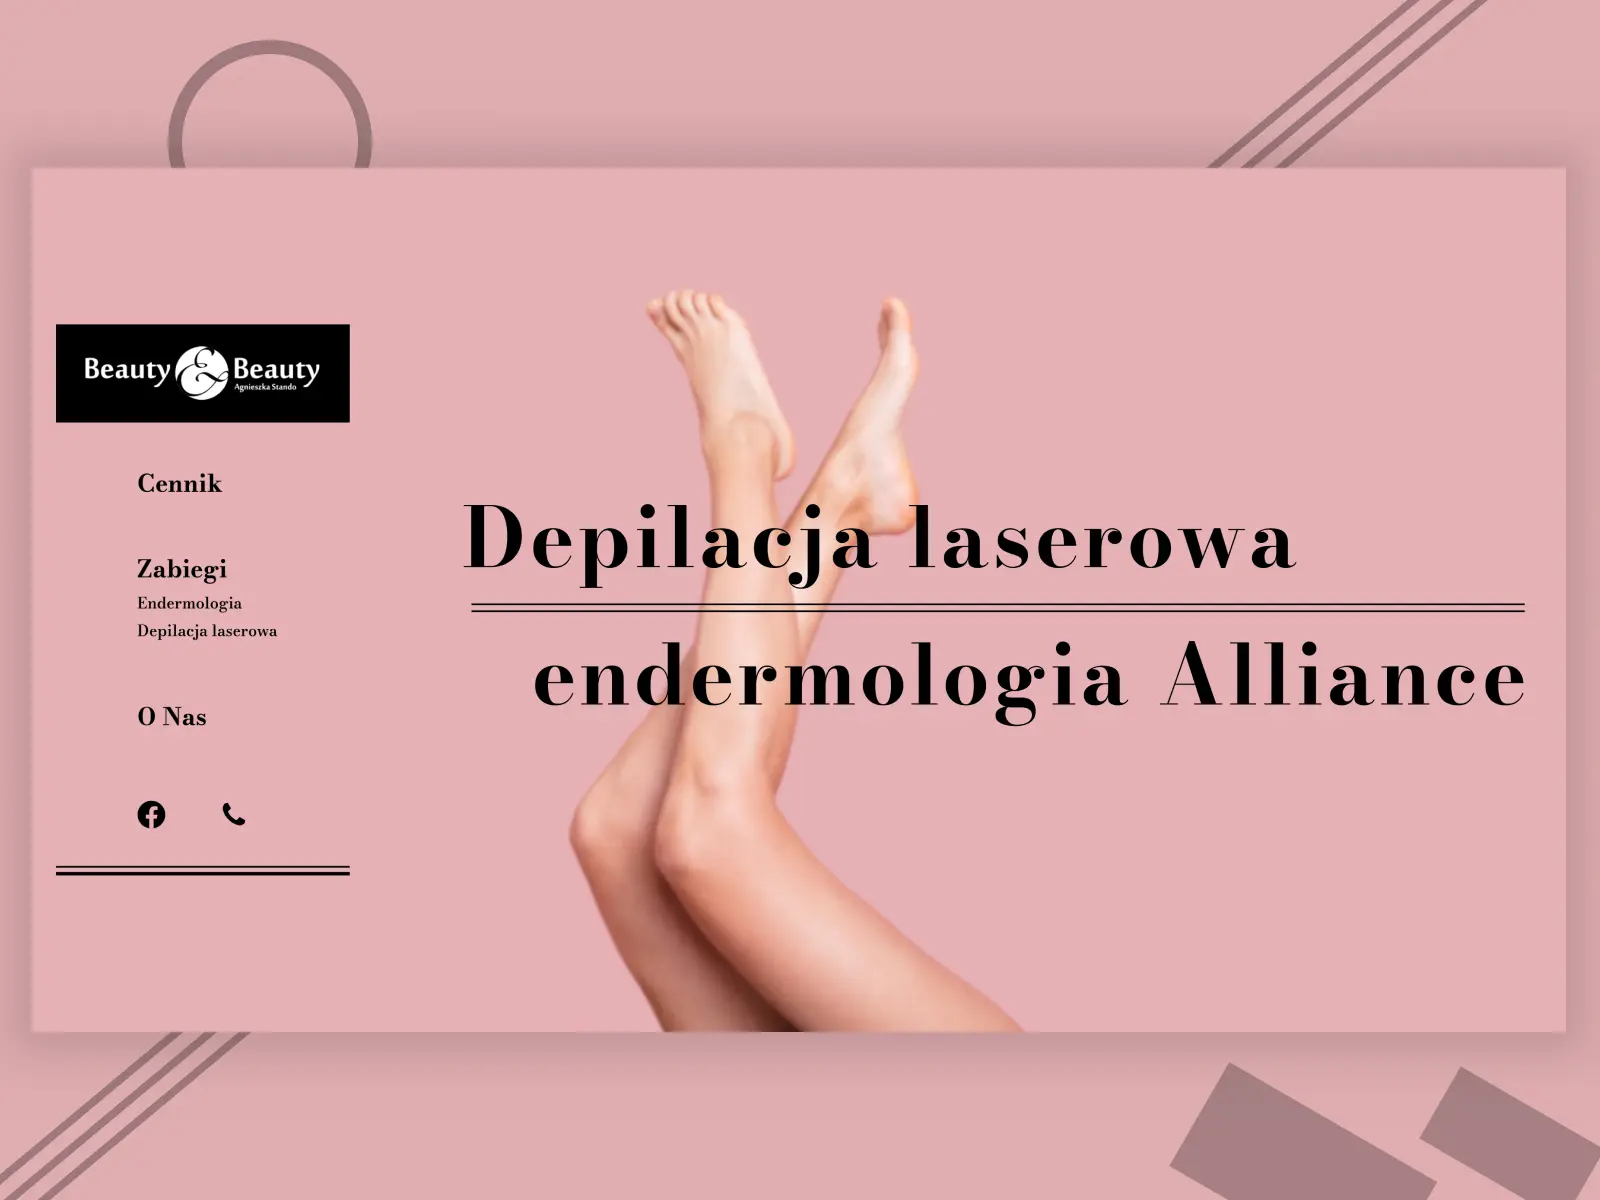 Beauty & Beauty
Agnieszka Stando
Cennik
Zabiegi
Endermologia
Depilacja laserowa
O Nas
Depilacja laserowa
endermologia Alliance